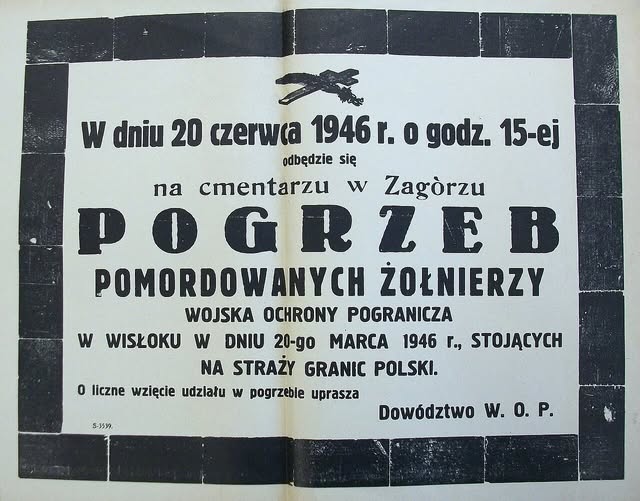 W dniu 20 czerwca 1946 r. o godz. 15-ej
odbędzie się
na cmentarzu w Zagòrzu
POGRZEB
POMORDOWANYCH ŻOŁNIERZY
WOJSKA OCHRONY POGRANICZA
W WISŁOKU W DNIU 20-go MARCA 1946 r., STOJĄCYCH
NA STRAŻY GRANIC POLSKI.
O liczne wzięcie udziału w pogrzebie uprasza
Dowództwo W. O. P.
S-3539.